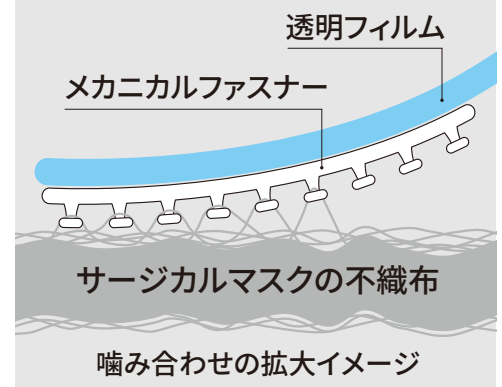 透明フィルム
メカニカルファスナー
サージカルマスクの不織布
噛み合わせの拡大イメージ